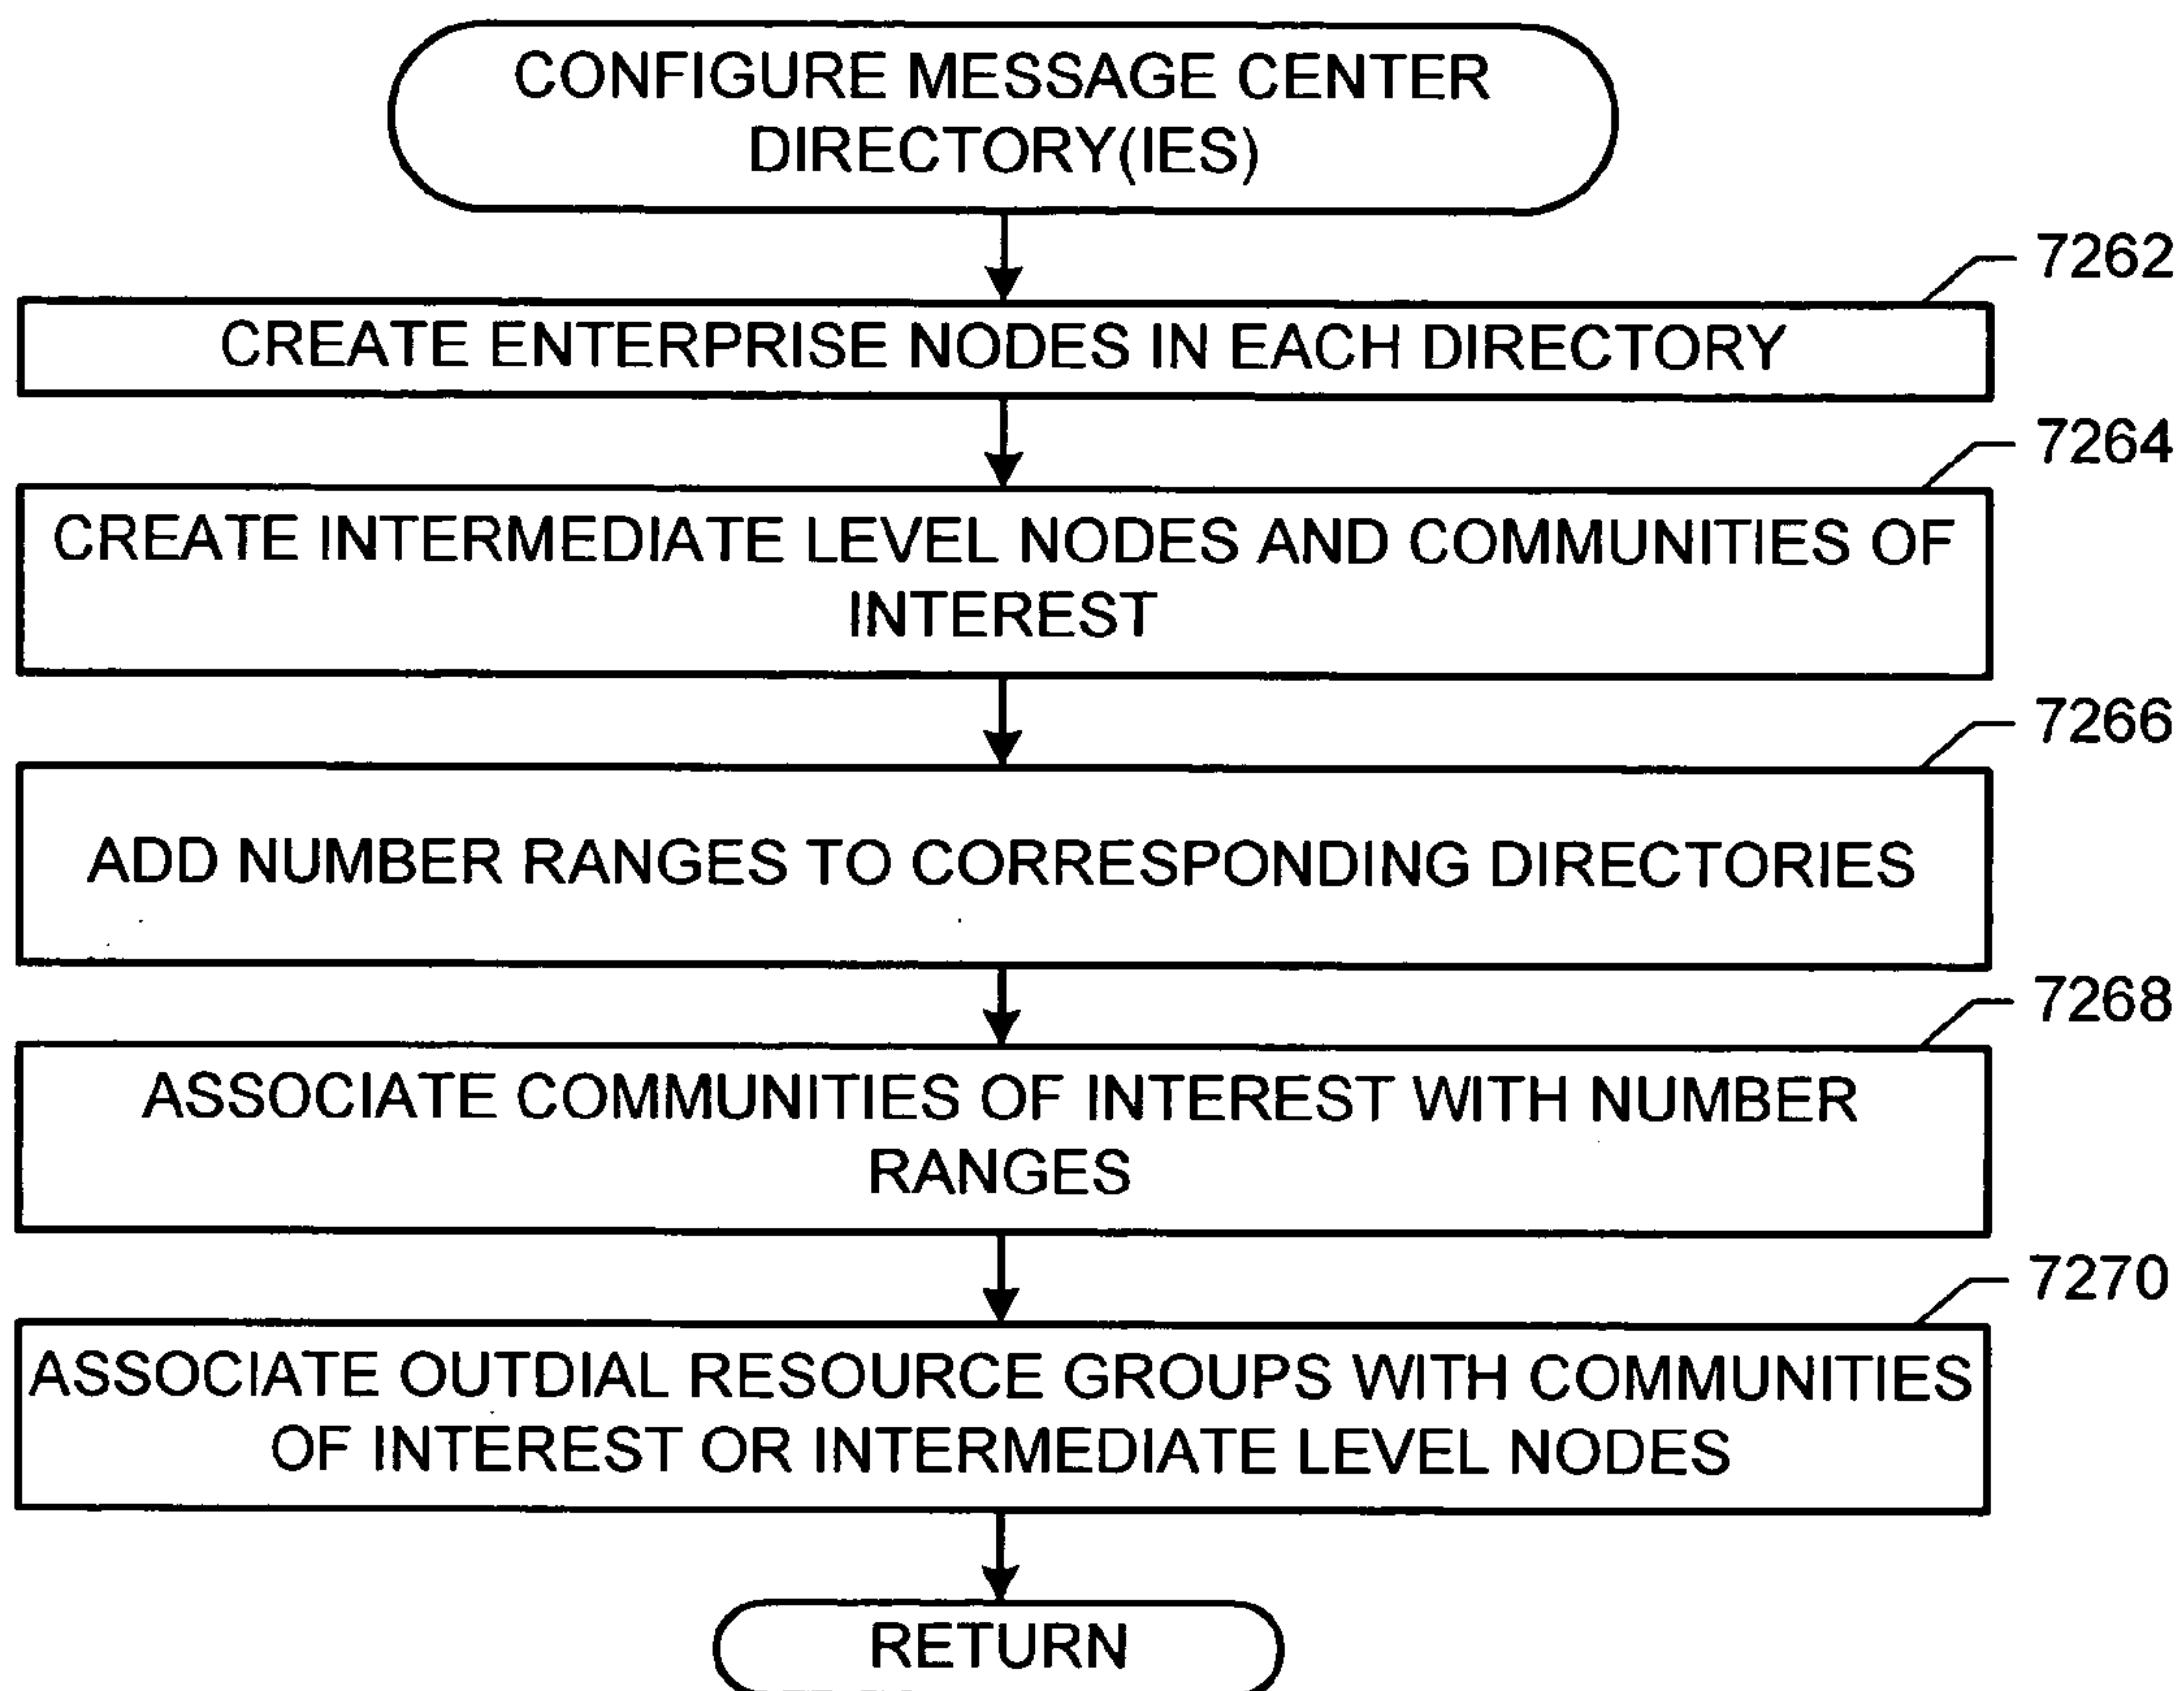 CONFIGURE MESSAGE CENTER
DIRECTORY(IES)
7262
CREATE ENTERPRISE NODES IN EACH DIRECTORY
7264
CREATE INTERMEDIATE LEVEL NODES AND COMMUNITIES OF
INTEREST
7266
ADD NUMBER RANGES TO CORRESPONDING DIRECTORIES
7268
ASSOCIATE COMMUNITIES OF INTEREST WITH NUMBER
RANGES
7270
ASSOCIATE OUTDIAL RESOURCE GROUPS WITH COMMUNITIES
OF INTEREST OR INTERMEDIATE LEVEL NODES
RETURN